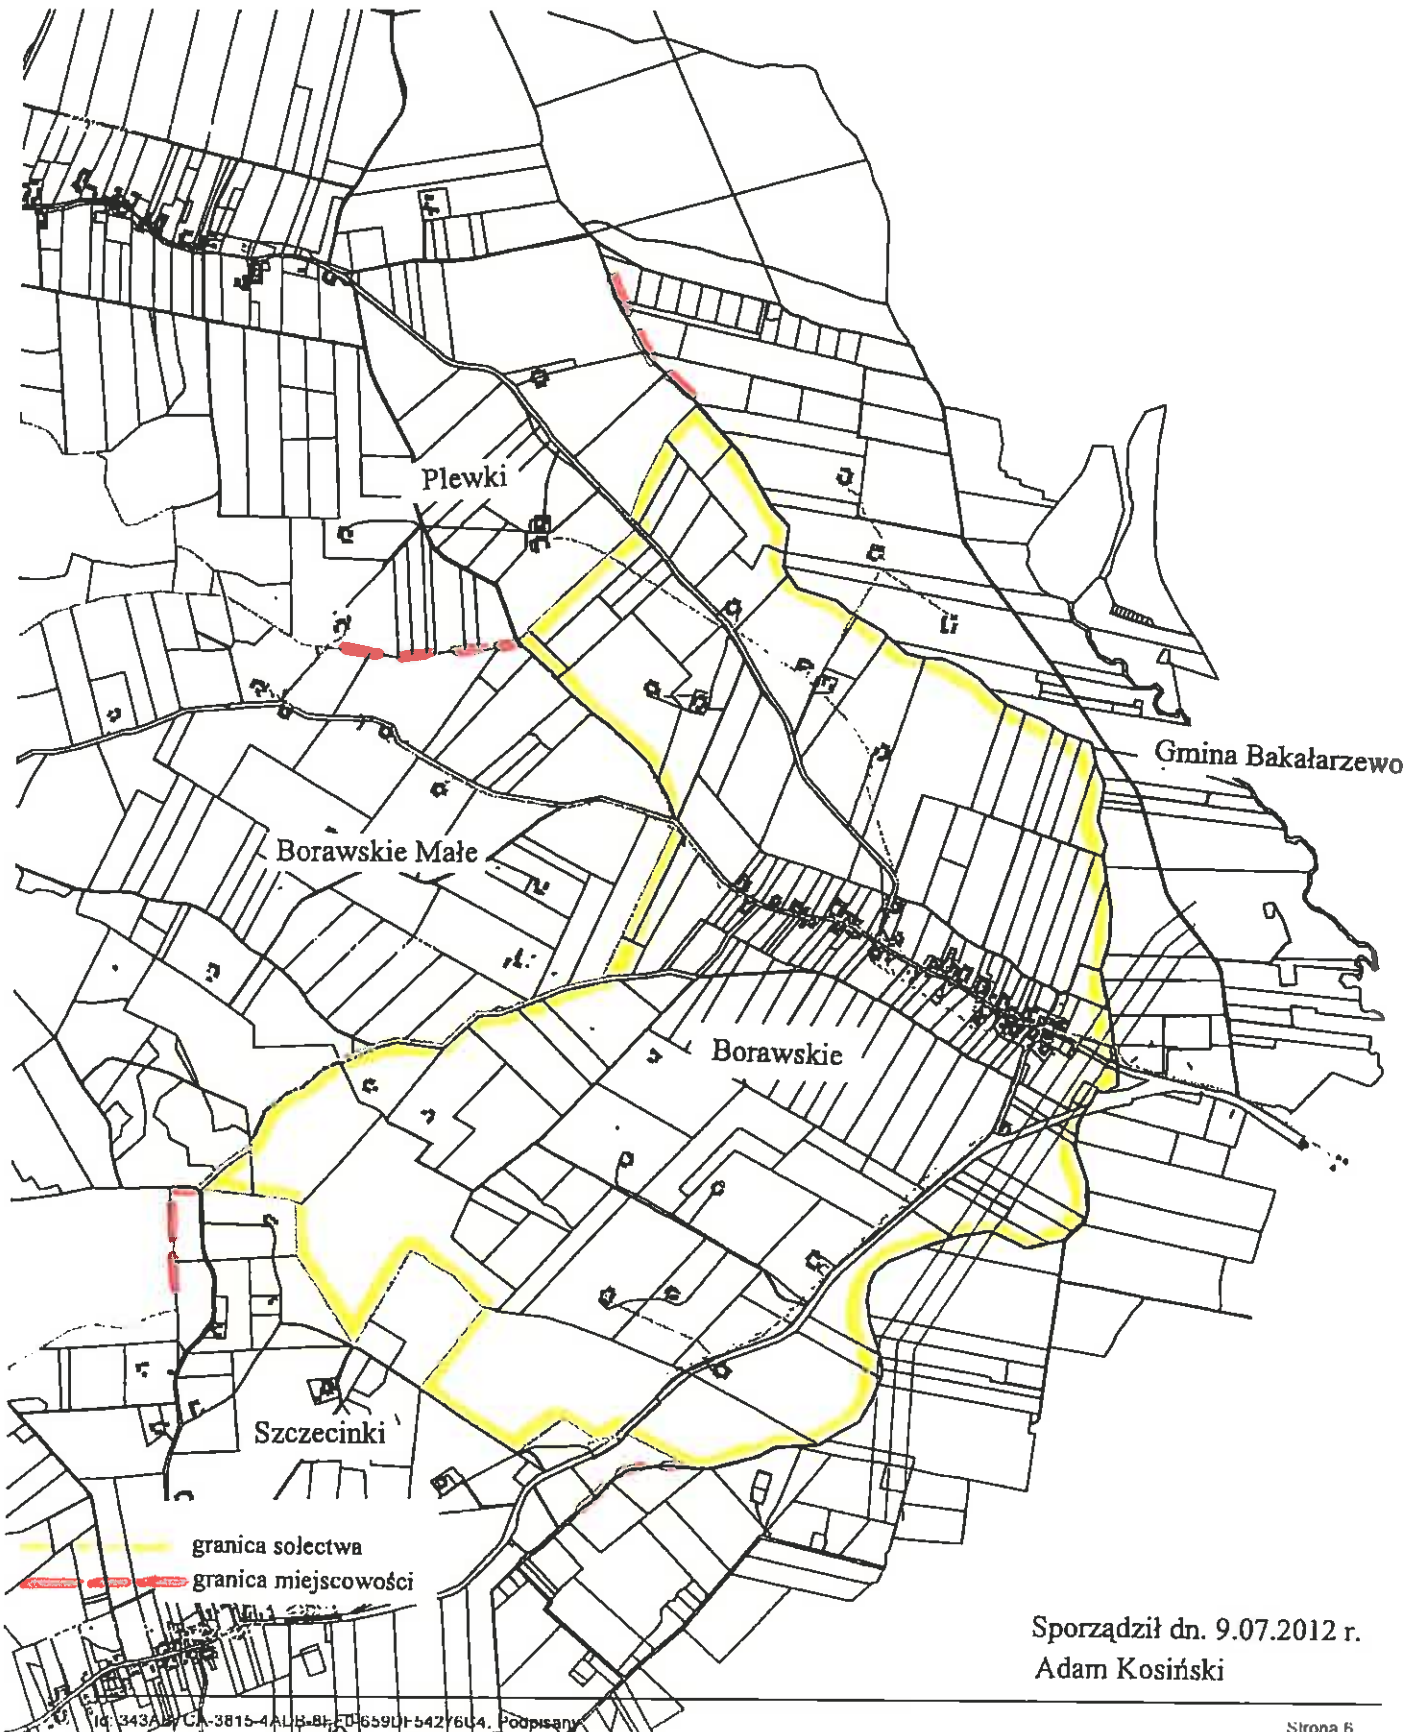 Plewki
Gmina Bakałarzewo
Borawskie Małe
Borawskie
Szczecinki
granica sołectwa
granica miejscowości
Sporządził dn. 9.07.2012 r.
Adam Kosiński
Podpisany
Strona 6